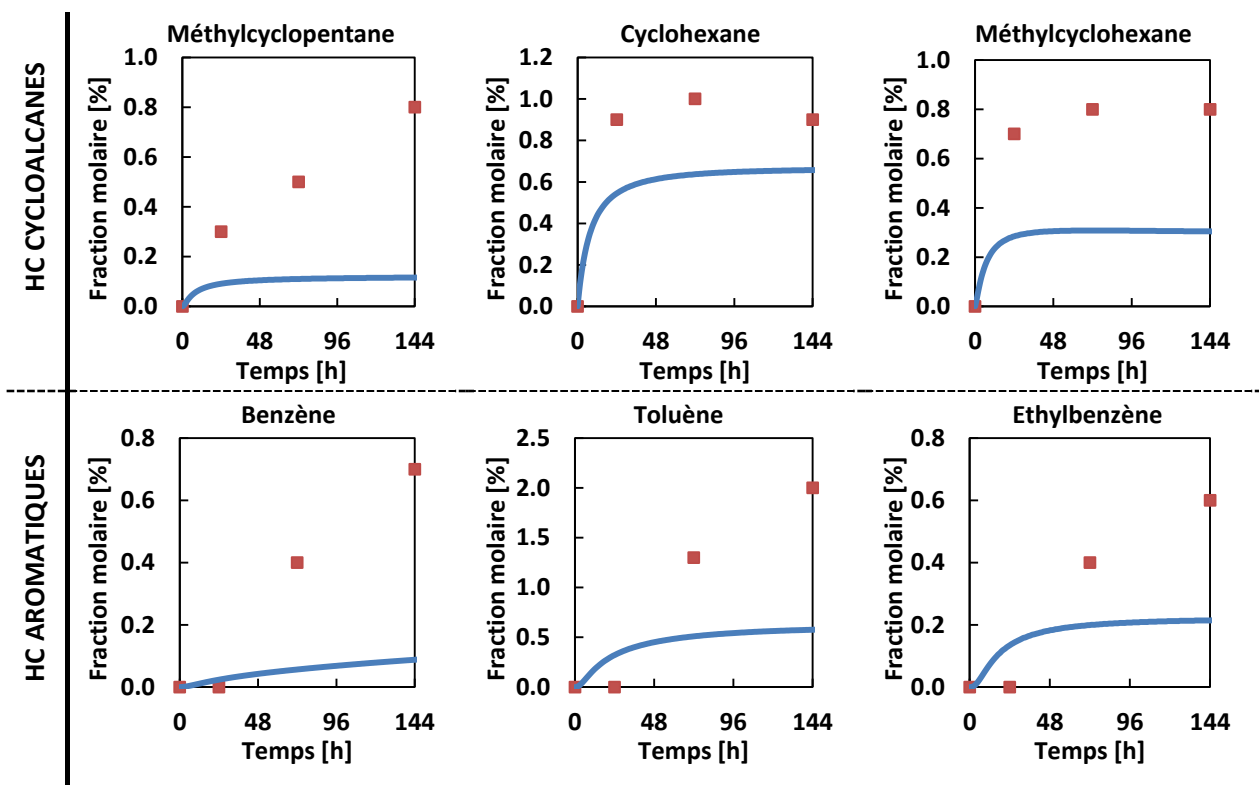 HC CYCLOALCANES
Méthylcyclopentane
Fraction molaire [%]
1.0
0.8
0.6
0.4
0.2
0.0
0 48 96 144
Temps [h]
Cyclohexane
Fraction molaire [%]
1.2
1.0
0.8
0.6
0.4
0.2
0.0
0 48 96 144
Temps [h]
Méthylcyclohexane
Fraction molaire [%]
1.0
0.8
0.6
0.4
0.2
0.0
0 48 96 144
Temps [h]
HC AROMATIQUES
Benzène
Fraction molaire [%]
0.8
0.6
0.4
0.2
0.0
0 48 96 144
Temps [h]
Toluène
Fraction molaire [%]
2.5
2.0
1.5
1.0
0.5
0.0
0 48 96 144
Temps [h]
Ethylbenzène
Fraction molaire [%]
0.8
0.6
0.4
0.2
0.0
0 48 96 144
Temps [h]